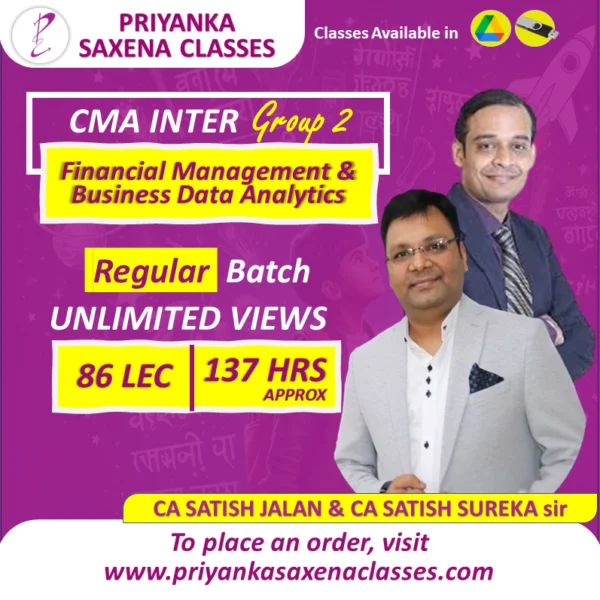 PRIYANKA
SAXENA CLASSES
Classes Available in
CMA INTER Group 2
Financial Management &
Business Data Analytics
Regular Batch
UNLIMITED VIEWS
86 LEC
137 HRS
APPROX
CA SATISH JALAN & CA SATISH SUREKA sir
To place an order, visit
www.priyankasaxenaclasses.com